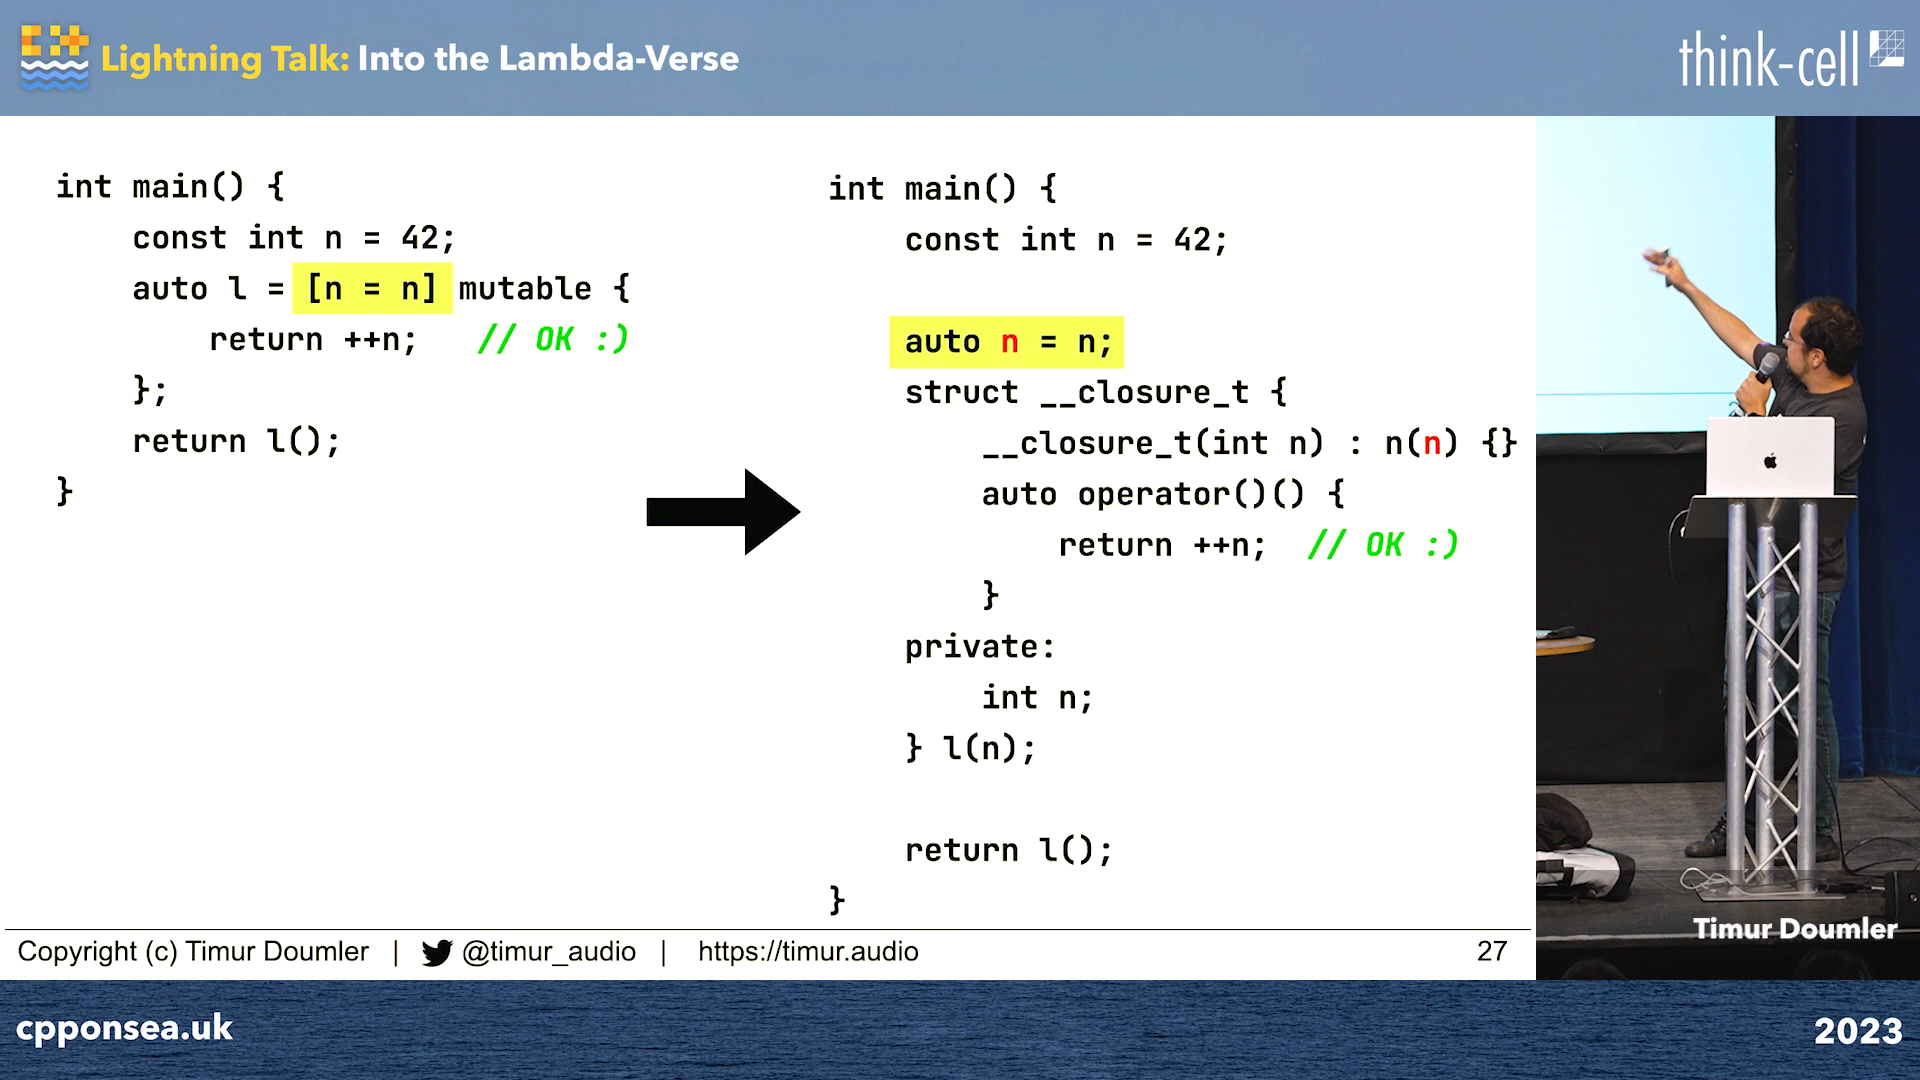 Lightning Talk: Into the Lambda-Verse
think-cell
int main() {
    const int n = 42;
    auto l = [n = n] mutable {
        return ++n;   // OK :)
    };
    return l();
}
int main() {
    const int n = 42;
    auto n = n;
    struct __closure_t {
        __closure_t(int n) : n(n) {}
        auto operator()() {
            return ++n;  // OK :)
        }
    private:
        int n;
    } l(n);
    return l();
}
Copyright (c) Timur Doumler | @timur_audio | https://timur.audio 27
Timur Doumler
cpponsea.uk
2023